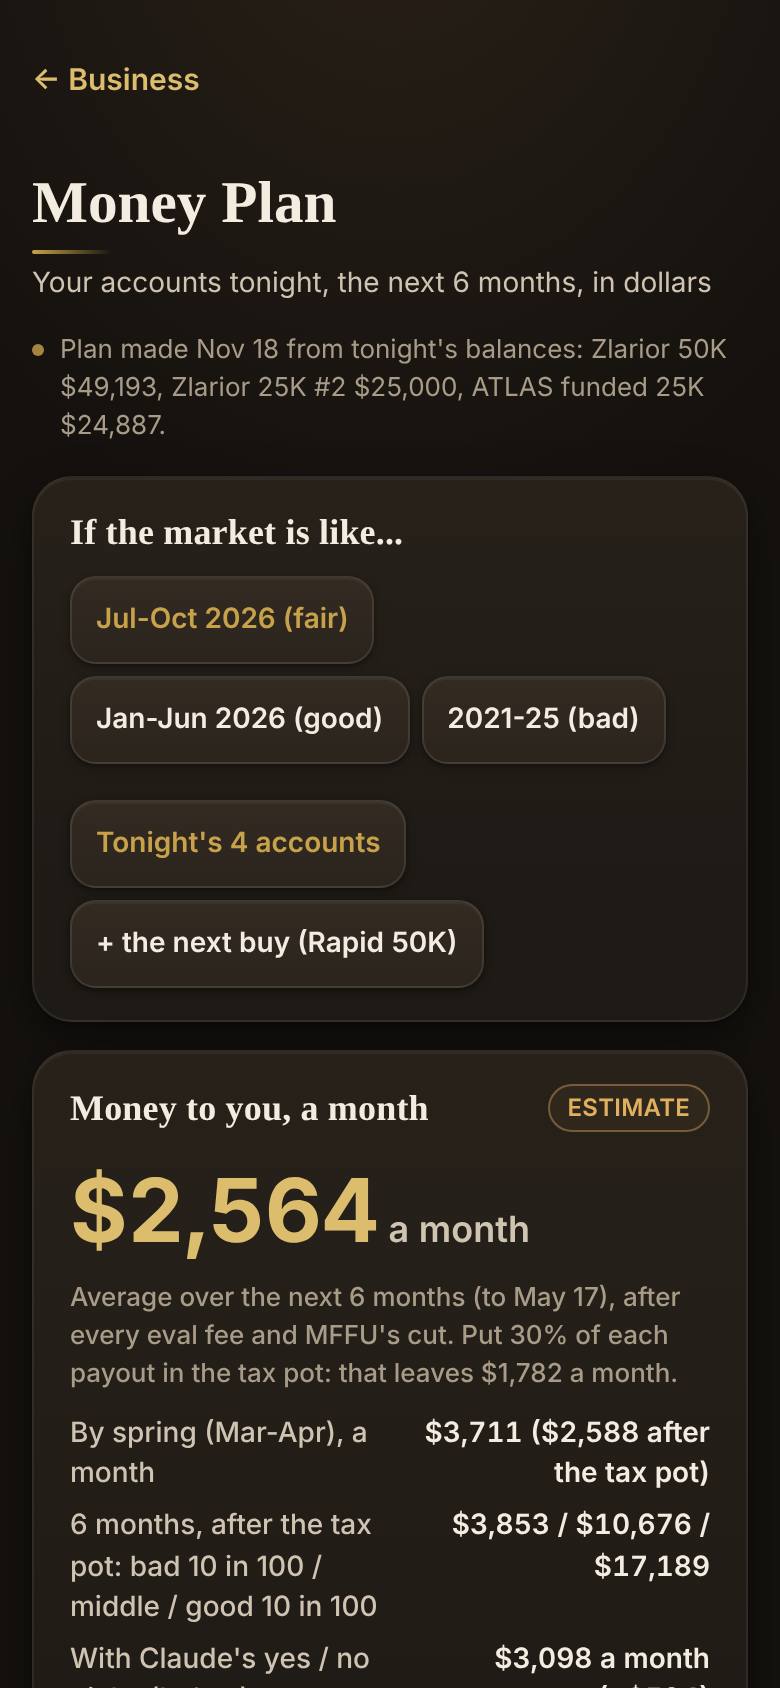 ← Business
Money Plan
Your accounts tonight, the next 6 months, in dollars
Plan made Nov 18 from tonight's balances: Zlarior 50K
$49,193, Zlarior 25K #2 $25,000, ATLAS funded 25K
$24,887.
If the market is like...
Jul-Oct 2026 (fair)
Jan-Jun 2026 (good)
2021-25 (bad)
Tonight's 4 accounts
+ the next buy (Rapid 50K)
Money to you, a month
ESTIMATE
$2,564 a month
Average over the next 6 months (to May 17), after
every eval fee and MFFU's cut. Put 30% of each
payout in the tax pot: that leaves $1,782 a month.
By spring (Mar-Apr), a
month
$3,711 ($2,588 after
the tax pot)
6 months, after the tax
pot: bad 10 in 100 /
middle / good 10 in 100
$3,853 / $10,676 /
$17,189
With Claude's yes / no
$3,098 a month